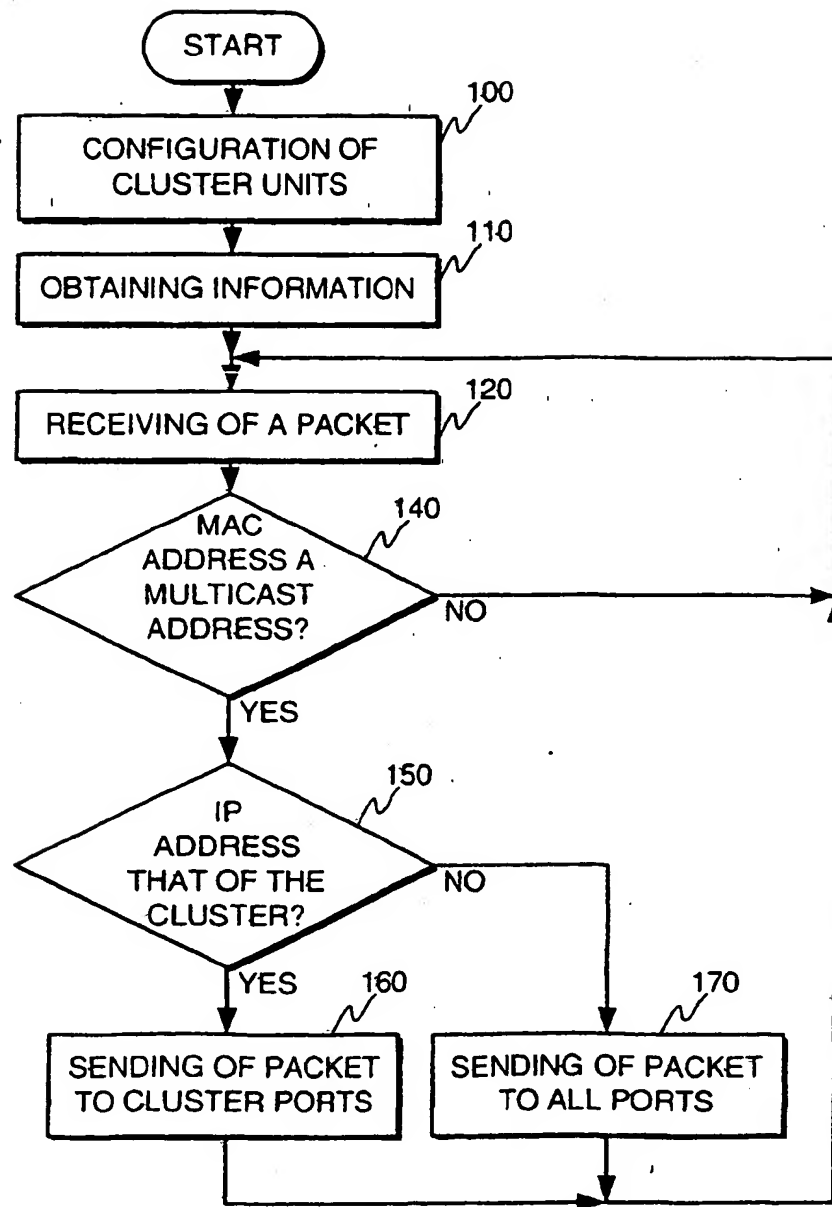 START
100
CONFIGURATION OF
CLUSTER UNITS
110
OBTAINING INFORMATION
120
RECEIVING OF A PACKET
140
MAC
ADDRESS A
MULTICAST
ADDRESS?
NO
YES
150
IP
ADDRESS
THAT OF THE
CLUSTER?
NO
YES
160
SENDING OF PACKET
TO CLUSTER PORTS
170
SENDING OF PACKET
TO ALL PORTS